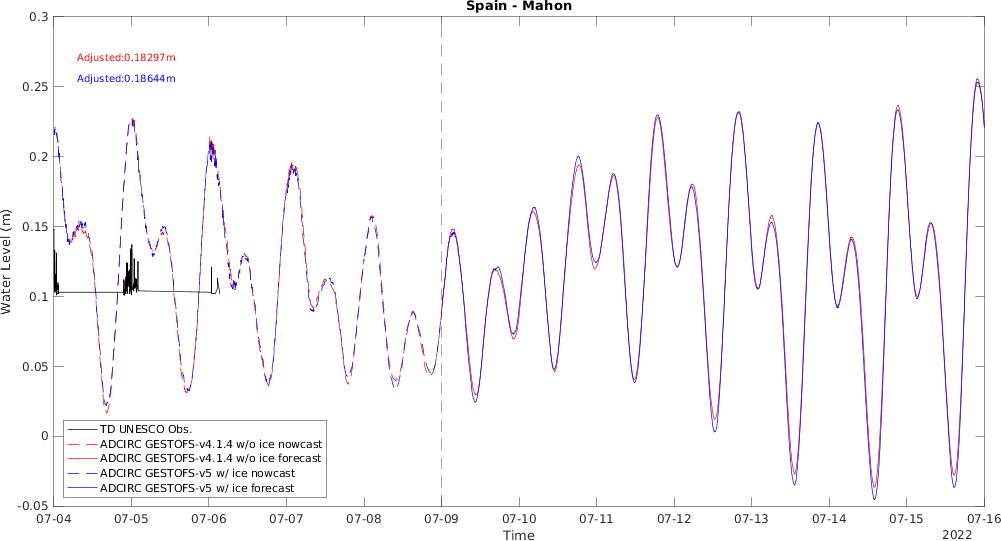 Spain - Mahon
0.3
0.25
0.2
0.15
0.1
0.05
0
-0.05
Water Level (m)
Adjusted:0.18297m
Adjusted:0.18644m
TD UNESCO Obs.
ADCIRC GESTOFS-v4.1.4 w/o ice nowcast
ADCIRC GESTOFS-v4.1.4 w/o ice forecast
ADCIRC GESTOFS-v5 w/ ice nowcast
ADCIRC GESTOFS-v5 w/ ice forecast
07-04 07-05 07-06 07-07 07-08 07-09 07-10 07-11 07-12 07-13 07-14 07-15 07-16
Time
2022